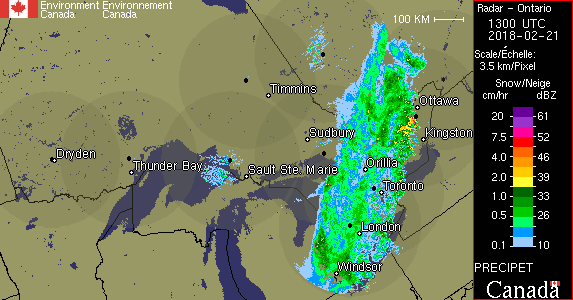 Environment Environnement
Canada Canada
100 KM
Timmins
Ottawa
Sudbury
Kingston
Dryden
Thunder Bay
Sault Ste. Marie
Orillia
Toronto
London
Windsor
Radar - Ontario
1300 UTC
2018-02-21
Scale/Échelle:
3.5 km/Pixel
Snow/Neige
cm/hr dBZ
20 61
7.5 52
4.0 46
2.0 39
1.0 33
0.5 26
0.1 10
PRECIPET
Canada